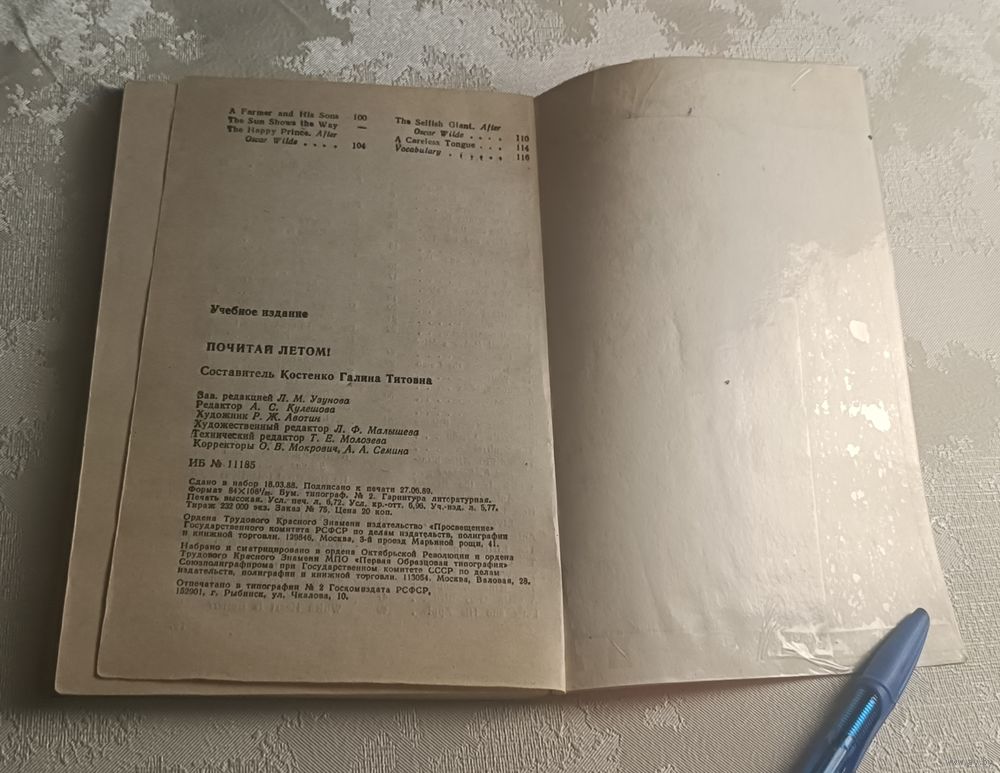 A Farmer and His Sons 100
The Sun Shows the Way —
The Happy Prince. After
Oscar Wilde . . . . 104
The Selfish Giant. After
Oscar Wilde . . . . 110
A Careless Tongue . . . 114
Vocabulary . . . . . . 116
Учебное издание
ПОЧИТАЙ ЛЕТОМ!
Составитель Костенко Галина Титовна
Зав. редакцией Л. М. Узунова
Редактор А. С. Кулешова
Художник Р. Ж. Авотин
Художественный редактор Л. Ф. Малышева
Технический редактор Т. Е. Молозева
Корректоры О. В. Мокрович, А. А. Семина
ИБ № 11185
Сдано в набор 18.03.88. Подписано к печати 27.06.89.
Формат 84×108¹/₃₂. Бум. типограф. № 2. Гарнитура литературная.
Печать высокая. Усл. печ. л. 6,72. Усл. кр.-отт. 6,96. Уч.-изд. л. 5,77.
Тираж 232 000 экз. Заказ № 75. Цена 20 коп.
Ордена Трудового Красного Знамени издательство «Просвещение»
Государственного комитета РСФСР по делам издательств, полиграфии
и книжной торговли. 129846, Москва, 3-й проезд Марьиной рощи, 41.
Набрано и сматрицировано в ордена Октябрьской Революции и ордена
Трудового Красного Знамени МПО «Первая Образцовая типография»
Союзполиграфпрома при Государственном комитете СССР по делам
издательств, полиграфии и книжной торговли. 113054, Москва, Валовая, 28.
Отпечатано в типографии № 2 Госкомиздата РСФСР,
152901, г. Рыбинск, ул. Чкалова, 10.